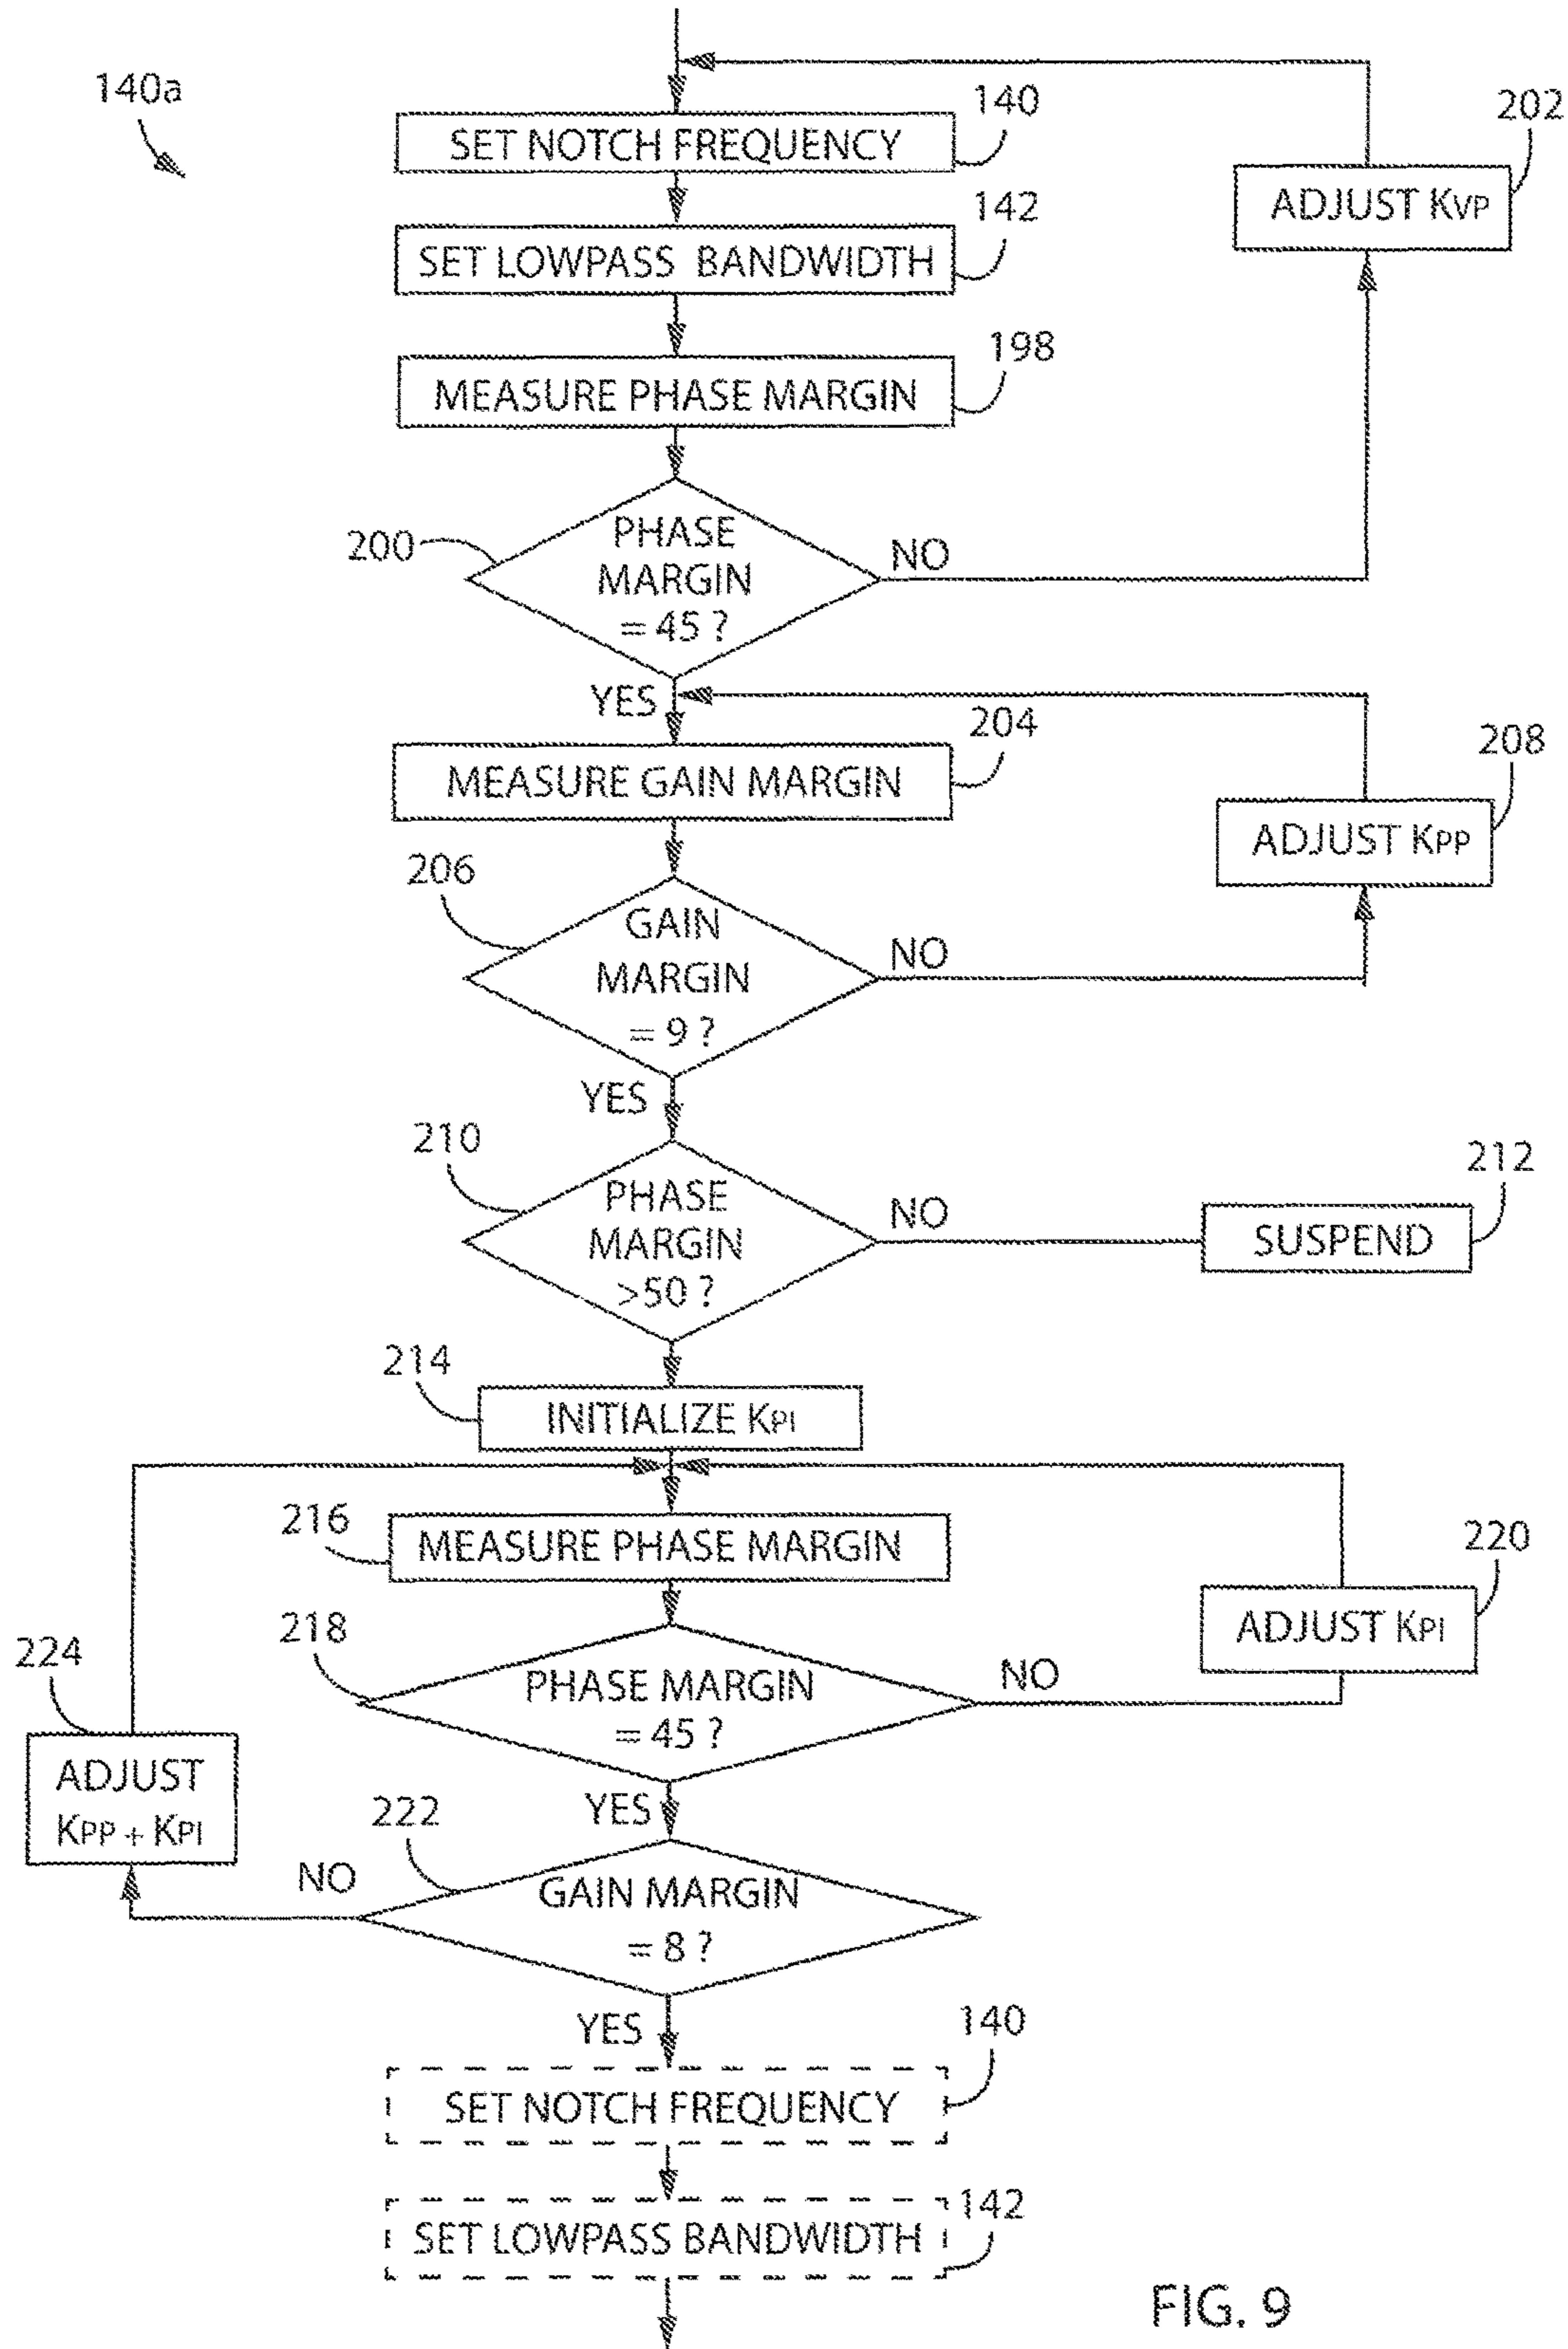 140a
140
SET NOTCH FREQUENCY
202
ADJUST KVP
142
SET LOWPASS BANDWIDTH
198
MEASURE PHASE MARGIN
200
PHASE
MARGIN
= 45 ?
NO
YES
204
MEASURE GAIN MARGIN
208
ADJUST KPP
206
GAIN
MARGIN
= 9 ?
NO
YES
210
PHASE
MARGIN
>50 ?
NO
212
SUSPEND
214
INITIALIZE KPI
216
MEASURE PHASE MARGIN
220
ADJUST KPI
218
PHASE MARGIN
= 45 ?
NO
YES
224
ADJUST
KPP + KPI
222
GAIN MARGIN
= 8 ?
NO
YES
140
SET NOTCH FREQUENCY
142
SET LOWPASS BANDWIDTH
FIG. 9